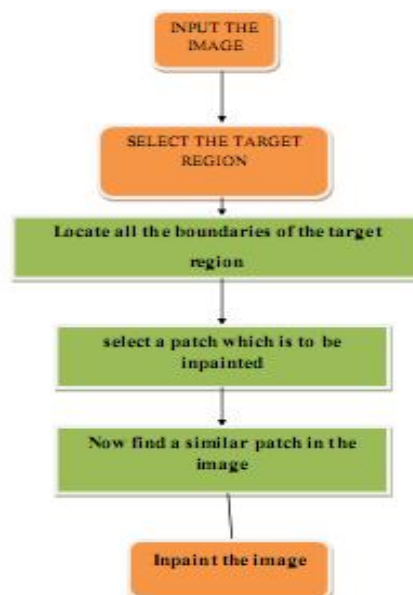 INPUT THE
IMAGE
SELECT THE TARGET
REGION
Locate all the boundaries of the target
region
select a patch which is to be
inpainted
Now find a similar patch in the
image
Inpaint the image